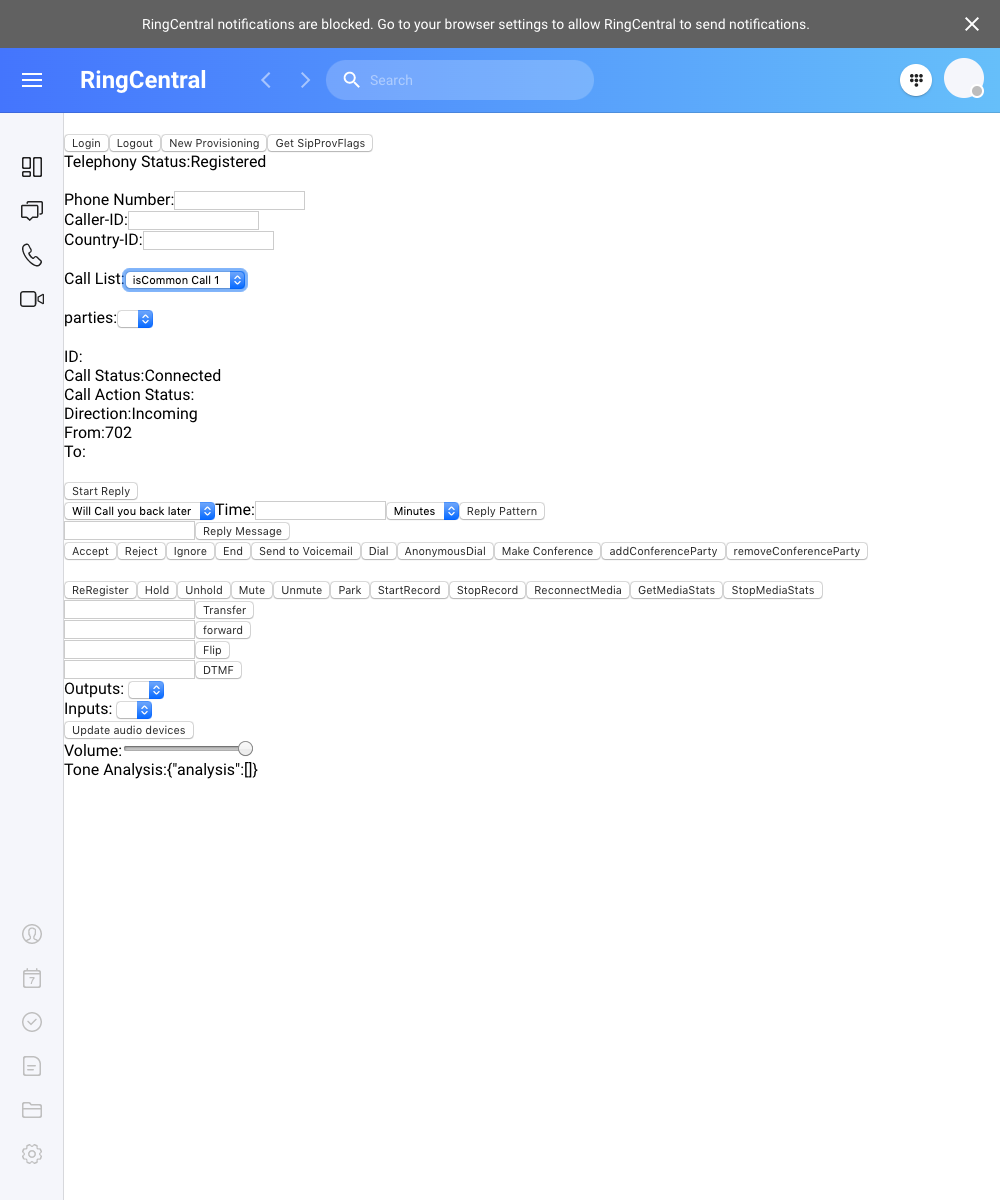 RingCentral notifications are blocked. Go to your browser settings to allow RingCentral to send notifications.
RingCentral Search
Login Logout New Provisioning Get SipProvFlags
Telephony Status:Registered
Phone Number:
Caller-ID:
Country-ID:
Call List: isCommon Call 1
parties:
ID:
Call Status:Connected
Call Action Status:
Direction:Incoming
From:702
To:
Start Reply
Will Call you back later Time: Minutes Reply Pattern
Reply Message
Accept Reject Ignore End Send to Voicemail Dial AnonymousDial Make Conference addConferenceParty removeConferenceParty
ReRegister Hold Unhold Mute Unmute Park StartRecord StopRecord ReconnectMedia GetMediaStats StopMediaStats
Transfer
forward
Flip
DTMF
Outputs:
Inputs:
Update audio devices
Volume:
Tone Analysis:{"analysis":[]}
7